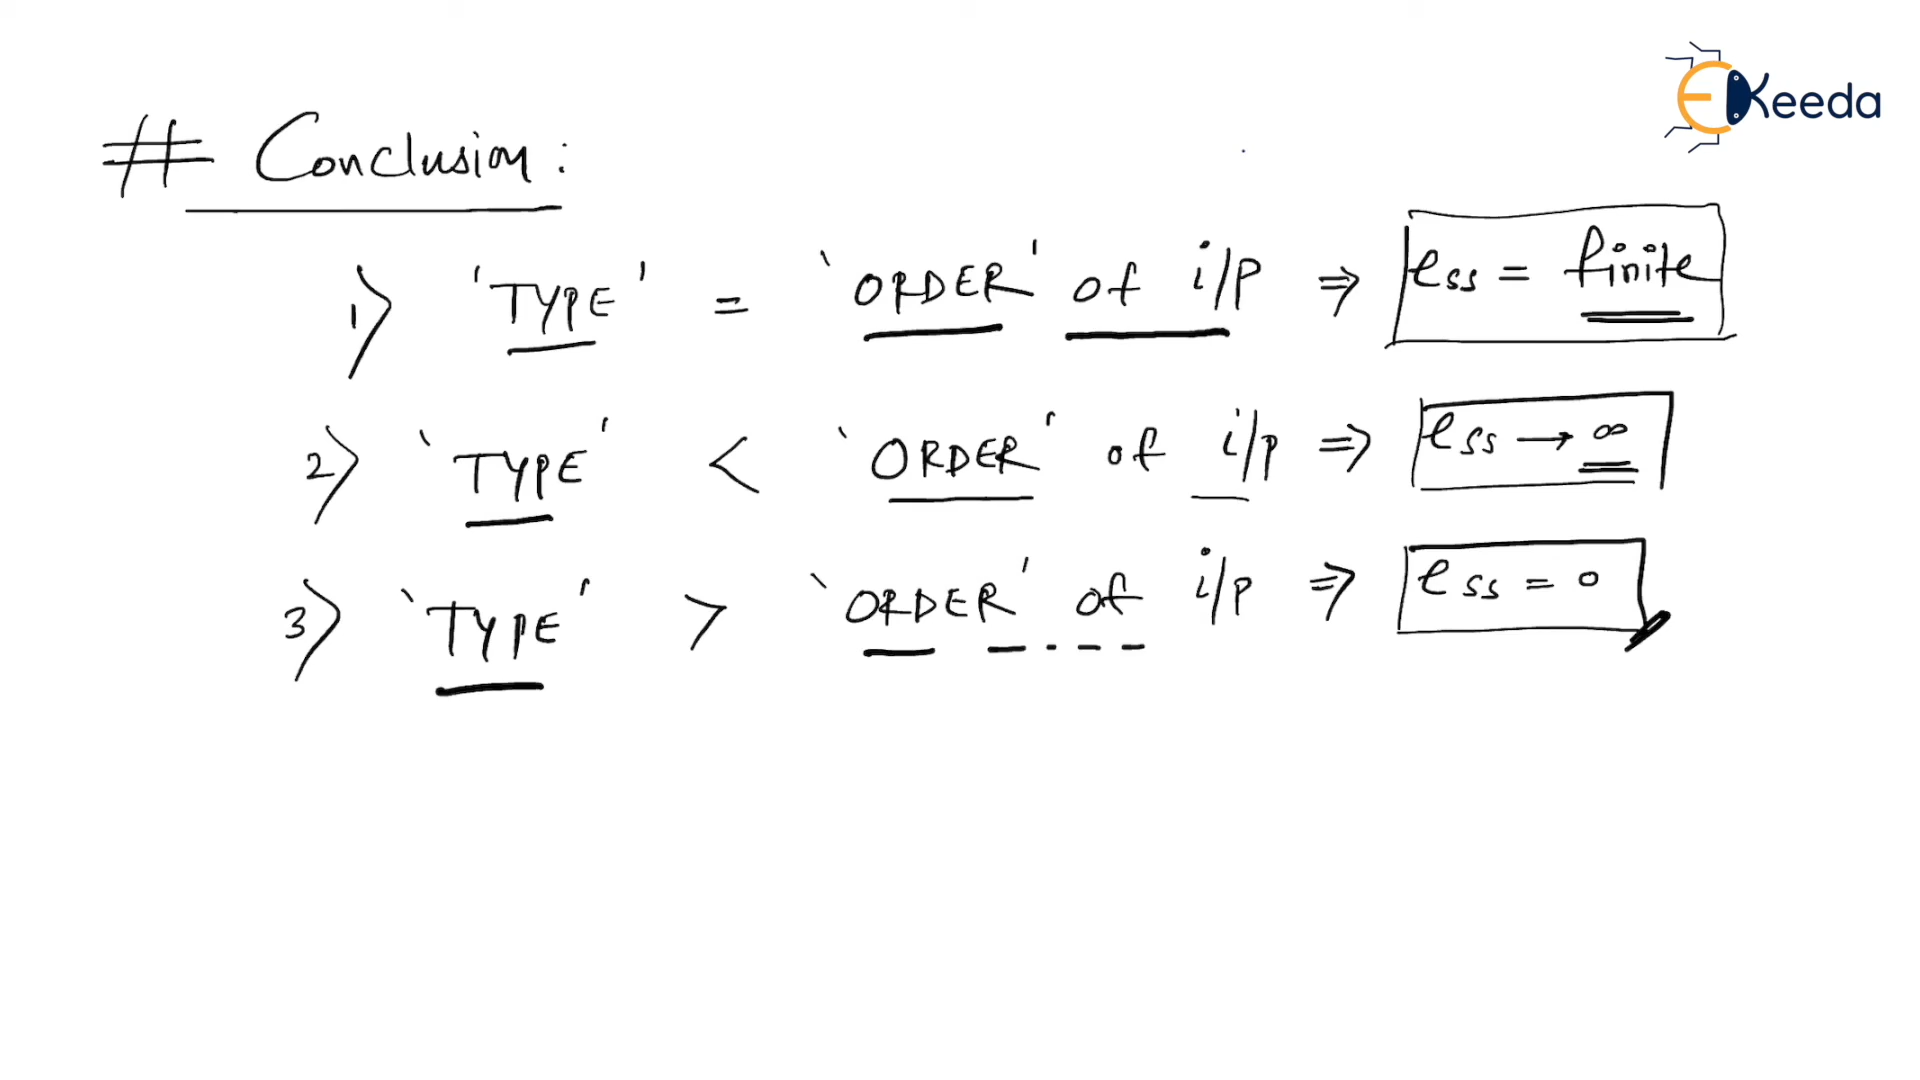 EKeeda
# Conclusion:
1) 'TYPE' = 'ORDER' of i/p ⇒ ess = finite
2) 'TYPE' < 'ORDER' of i/p ⇒ ess → ∞
3) 'TYPE' > 'ORDER' of i/p ⇒ ess = 0